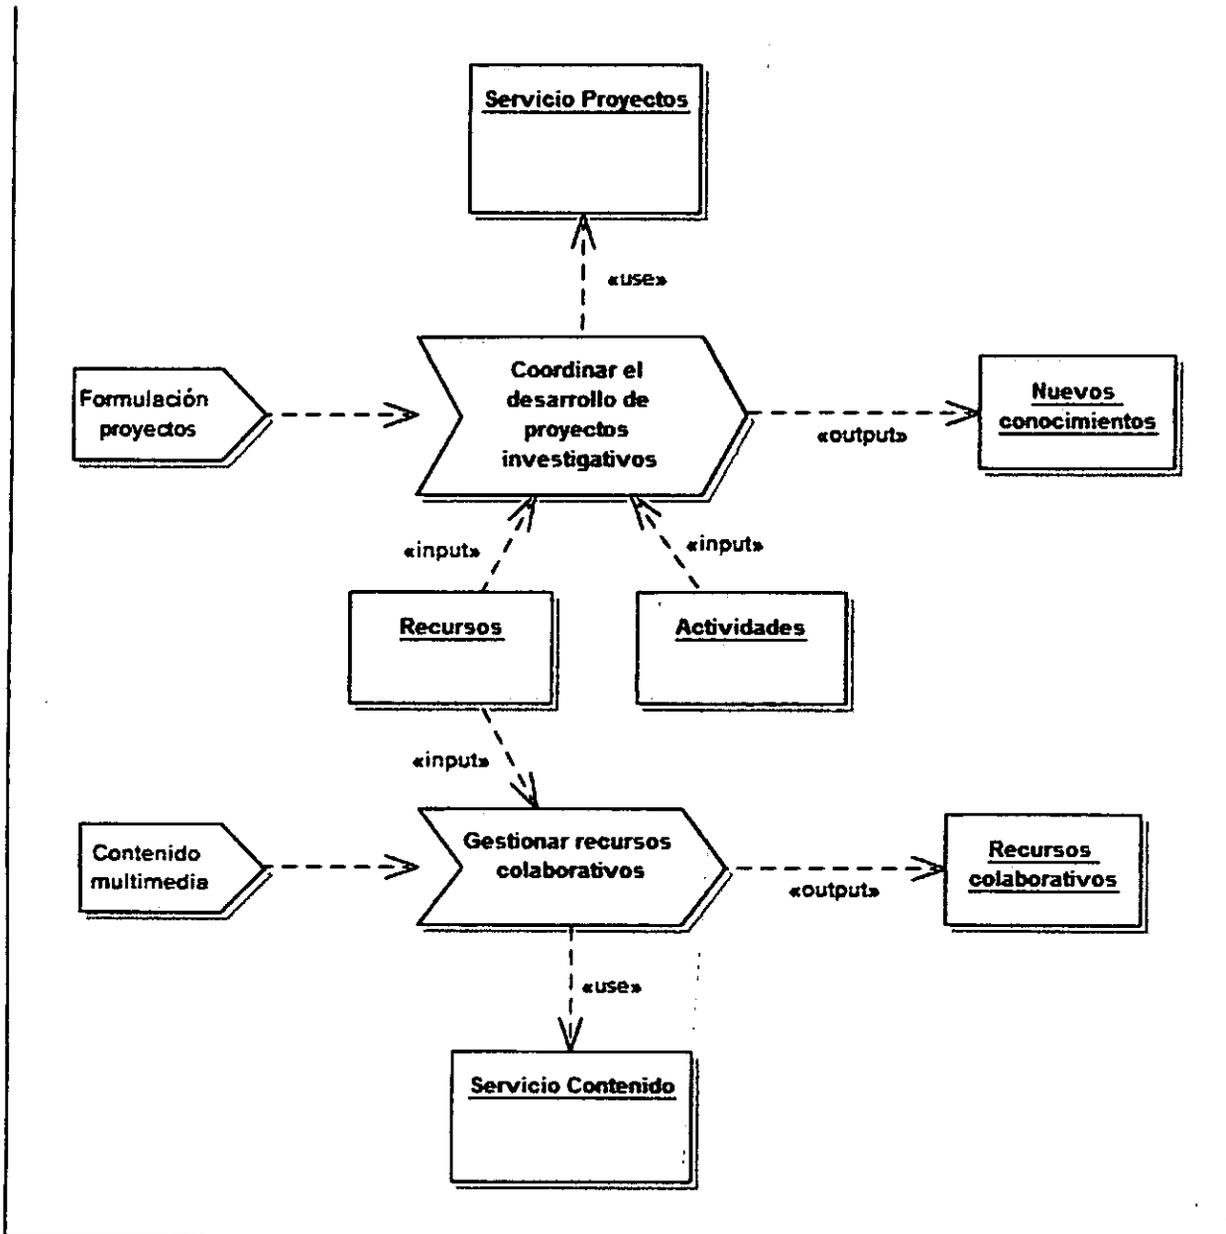 Servicio Proyectos
«use»
Formulación
proyectos
Coordinar el
desarrollo de
proyectos
investigativos
«output»
Nuevos
conocimientos
«input»
«input»
Recursos
Actividades
«input»
Contenido
multimedia
Gestionar recursos
colaborativos
«output»
Recursos
colaborativos
«use»
Servicio Contenido